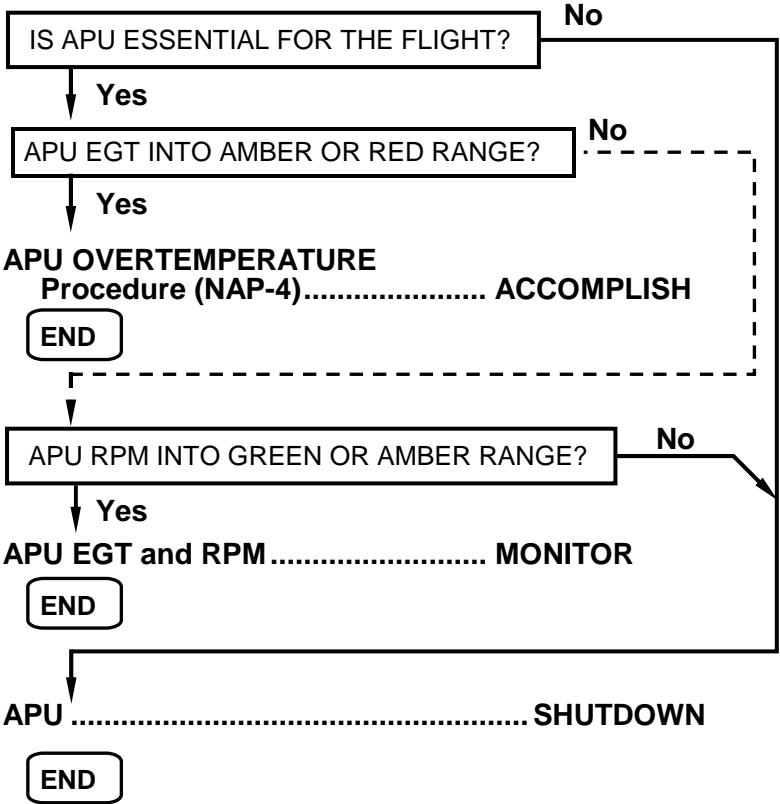 No
IS APU ESSENTIAL FOR THE FLIGHT?
Yes
No
APU EGT INTO AMBER OR RED RANGE?
Yes
APU OVERTEMPERATURE
Procedure (NAP-4)...................... ACCOMPLISH
END
No
APU RPM INTO GREEN OR AMBER RANGE?
Yes
APU EGT and RPM.......................... MONITOR
END
APU ....................................................... SHUTDOWN
END